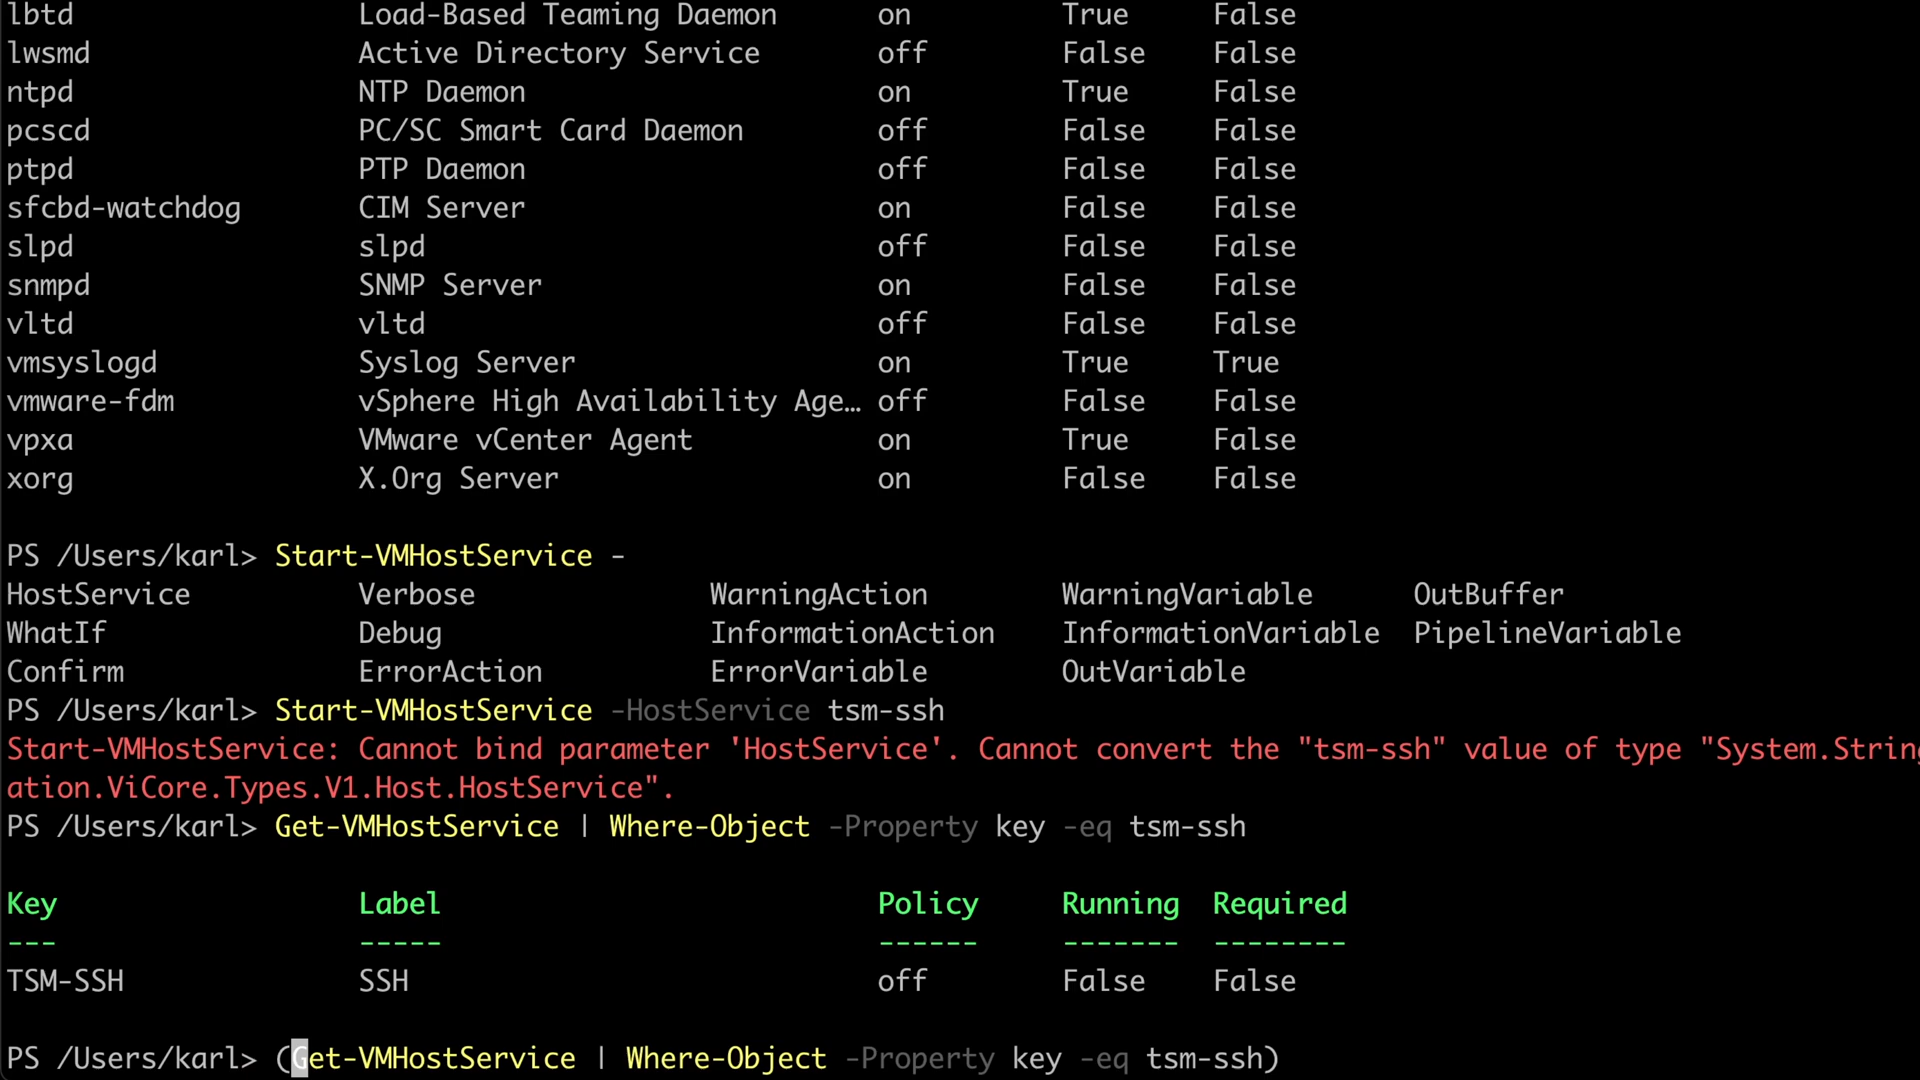 lbtd Load-Based Teaming Daemon on True False
lwsmd Active Directory Service off False False
ntpd NTP Daemon on True False
pcscd PC/SC Smart Card Daemon off False False
ptpd PTP Daemon off False False
sfcbd-watchdog CIM Server on False False
slpd slpd off False False
snmpd SNMP Server on False False
vltd vltd off False False
vmsyslogd Syslog Server on True True
vmware-fdm vSphere High Availability Age… off False False
vpxa VMware vCenter Agent on True False
xorg X.Org Server on False False
PS /Users/karl> Start-VMHostService -
HostService Verbose WarningAction WarningVariable OutBuffer
WhatIf Debug InformationAction InformationVariable PipelineVariable
Confirm ErrorAction ErrorVariable OutVariable
PS /Users/karl> Start-VMHostService -HostService tsm-ssh
Start-VMHostService: Cannot bind parameter 'HostService'. Cannot convert the "tsm-ssh" value of type "System.String
ation.ViCore.Types.V1.Host.HostService".
PS /Users/karl> Get-VMHostService | Where-Object -Property key -eq tsm-ssh
Key Label Policy Running Required
--- ----- ------ ------- --------
TSM-SSH SSH off False False
PS /Users/karl> (Get-VMHostService | Where-Object -Property key -eq tsm-ssh)